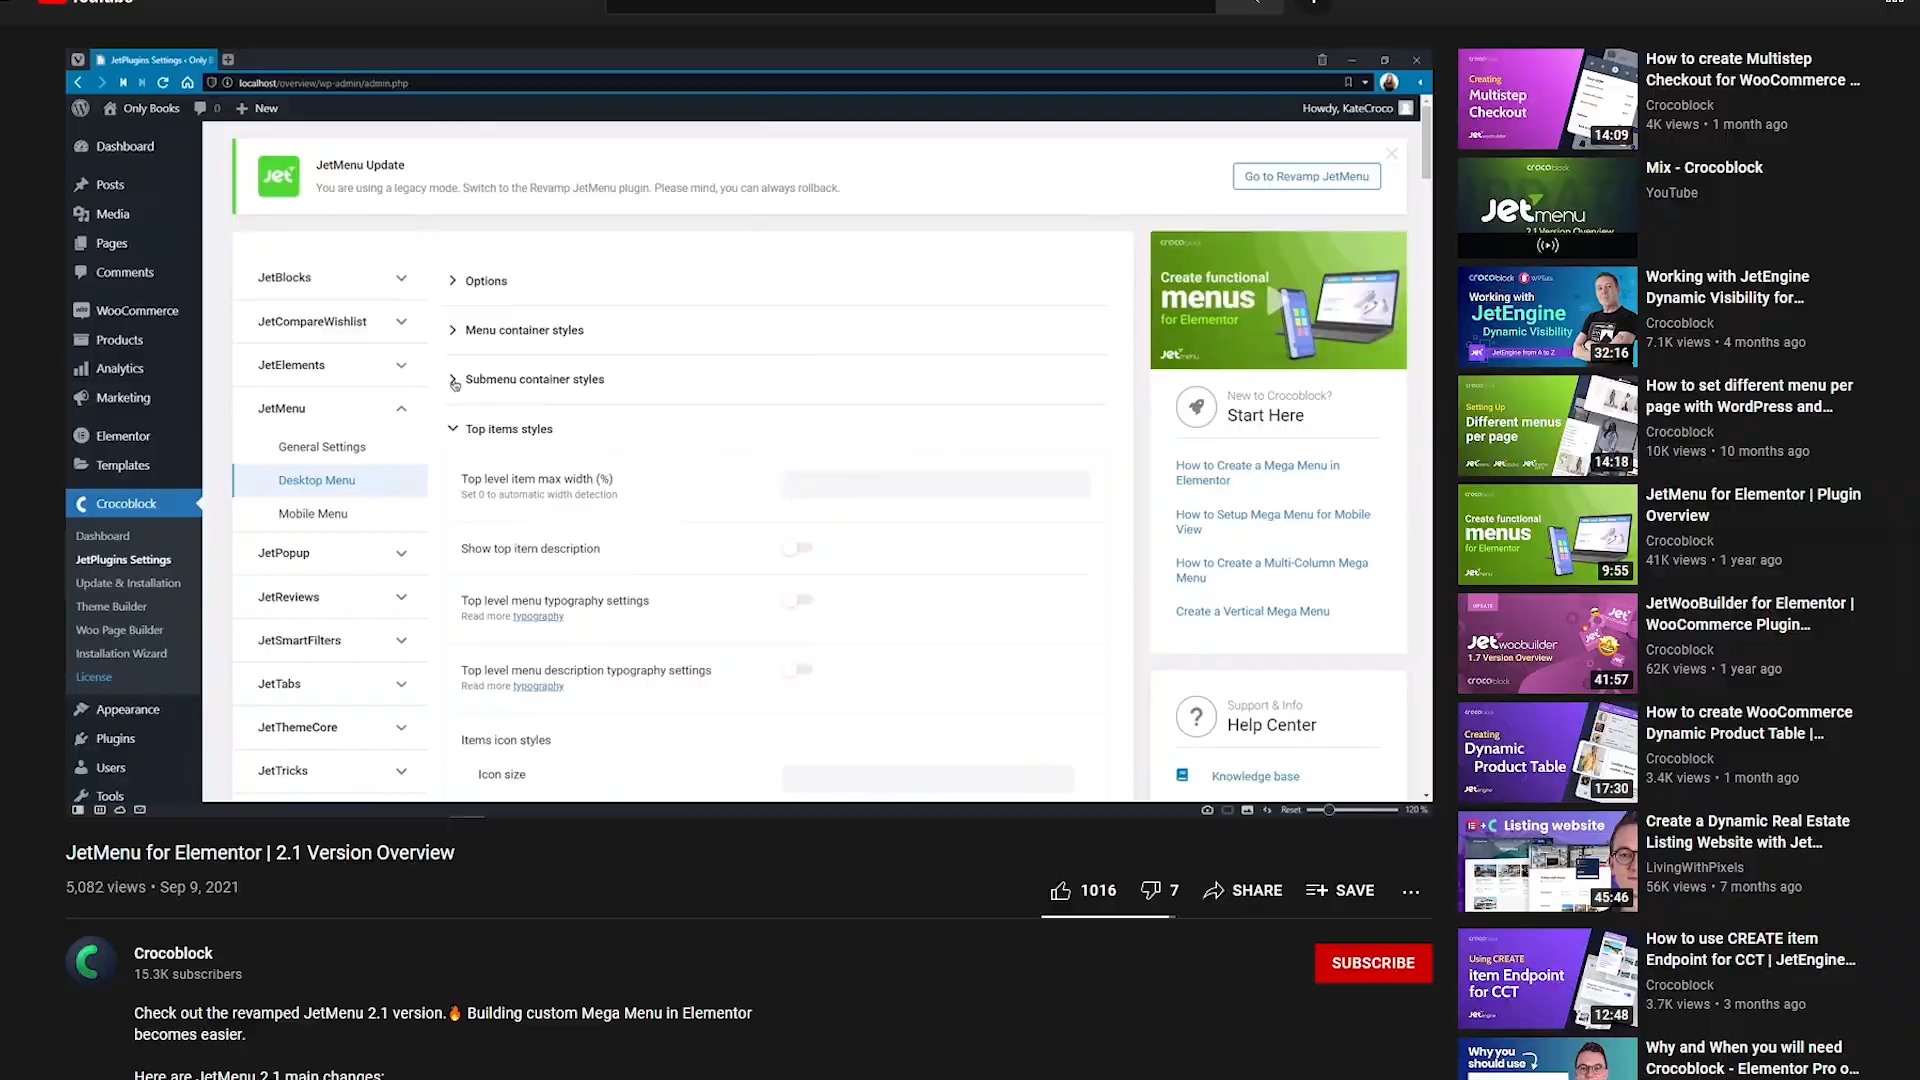 JetPlugins Settings ‹ Only B
localhost/overview/wp-admin/admin.php
Only Books
0
New
Howdy, KateCroco
Dashboard
Posts
Media
Pages
Comments
WooCommerce
Products
Analytics
Marketing
Elementor
Templates
Crocoblock
Dashboard
JetPlugins Settings
Update & Installation
Theme Builder
Woo Page Builder
Installation Wizard
License
Appearance
Plugins
Users
Tools
Jet
JetMenu Update
You are using a legacy mode. Switch to the Revamp JetMenu plugin. Please mind, you can always rollback.
Go to Revamp JetMenu
JetBlocks
JetCompareWishlist
JetElements
JetMenu
General Settings
Desktop Menu
Mobile Menu
JetPopup
JetReviews
JetSmartFilters
JetTabs
JetThemeCore
JetTricks
Options
Menu container styles
Submenu container styles
Top items styles
Top level item max width (%)
Set 0 to automatic width detection
Show top item description
Top level menu typography settings
Read more typography
Top level menu description typography settings
Read more typography
Items icon styles
Icon size
crocoblock
Create functional
menus
for Elementor
Jetmenu
New to Crocoblock?
Start Here
How to Create a Mega Menu in
Elementor
How to Setup Mega Menu for Mobile
View
How to Create a Multi-Column Mega
Menu
Create a Vertical Mega Menu
Support & Info
Help Center
Knowledge base
Reset
120 %
JetMenu for Elementor | 2.1 Version Overview
5,082 views • Sep 9, 2021
1016
7
SHARE
SAVE
Crocoblock
15.3K subscribers
SUBSCRIBE
Check out the revamped JetMenu 2.1 version.🔥 Building custom Mega Menu in Elementor
becomes easier.
Here are JetMenu 2.1 main changes:
Creating
Multistep
Checkout
14:09
How to create Multistep
Checkout for WooCommerce ...
Crocoblock
4K views • 1 month ago
crocoblock
Jetmenu
2.1 Version Overview
Mix - Crocoblock
YouTube
crocoblock WPTuts
Working with
JetEngine
Dynamic Visibility
JetEngine from A to Z
32:16
Working with JetEngine
Dynamic Visibility for...
Crocoblock
7.1K views • 4 months ago
Setting Up
Different menus
per page
14:18
How to set different menu per
page with WordPress and...
Crocoblock
10K views • 10 months ago
Create functional
menus
for Elementor
9:55
JetMenu for Elementor | Plugin
Overview
Crocoblock
41K views • 1 year ago
UPDATE
Jetwoobuilder
1.7 Version Overview
crocoblock
41:57
JetWooBuilder for Elementor |
WooCommerce Plugin...
Crocoblock
62K views • 1 year ago
Creating
Dynamic
Product Table
17:30
How to create WooCommerce
Dynamic Product Table |...
Crocoblock
3.4K views • 1 month ago
Listing website
45:46
Create a Dynamic Real Estate
Listing Website with Jet...
LivingWithPixels
56K views • 7 months ago
Using CREATE
item Endpoint
for CCT
12:48
How to use CREATE item
Endpoint for CCT | JetEngine...
Crocoblock
3.7K views • 3 months ago
Why you
should use
Why and When you will need
Crocoblock - Elementor Pro o...